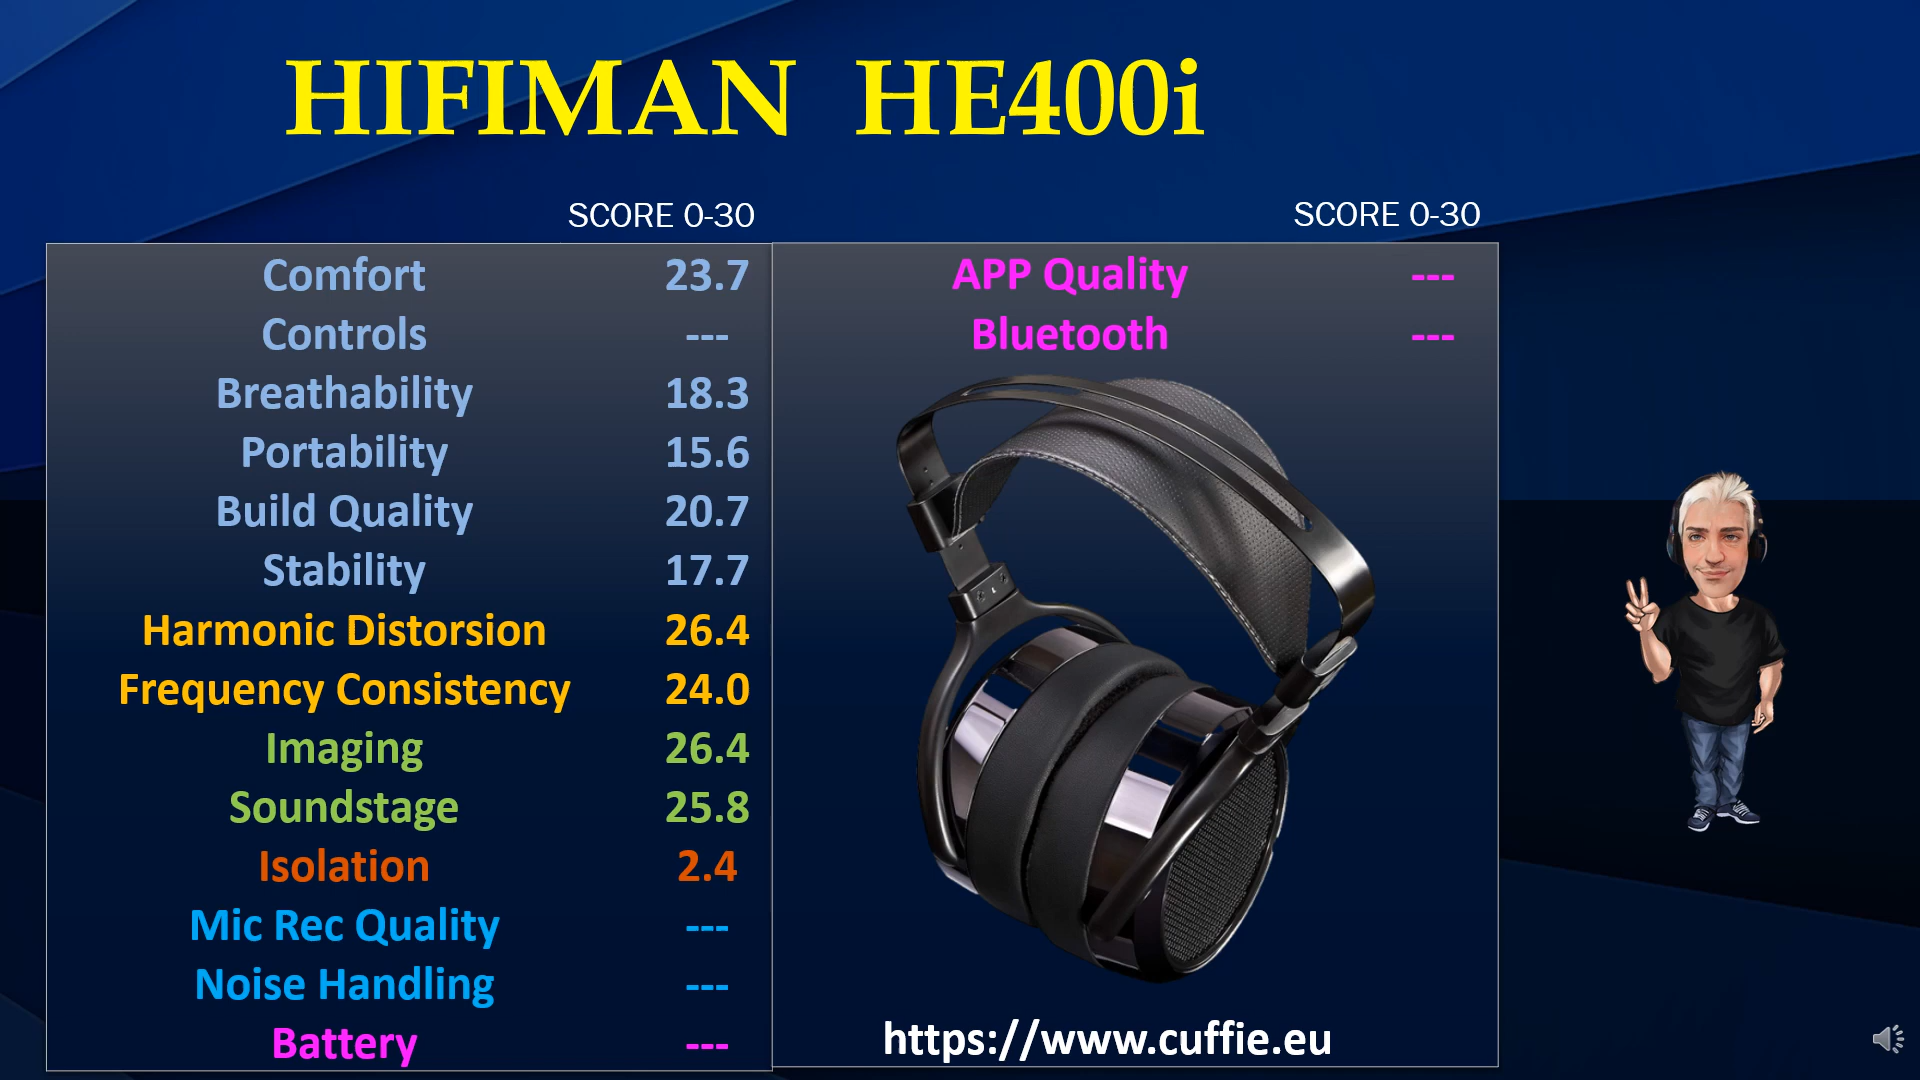 HIFIMAN HE400i
SCORE 0-30
SCORE 0-30
Comfort 23.7
Controls ---
Breathability 18.3
Portability 15.6
Build Quality 20.7
Stability 17.7
Harmonic Distorsion 26.4
Frequency Consistency 24.0
Imaging 26.4
Soundstage 25.8
Isolation 2.4
Mic Rec Quality ---
Noise Handling ---
Battery ---
APP Quality ---
Bluetooth ---
https://www.cuffie.eu